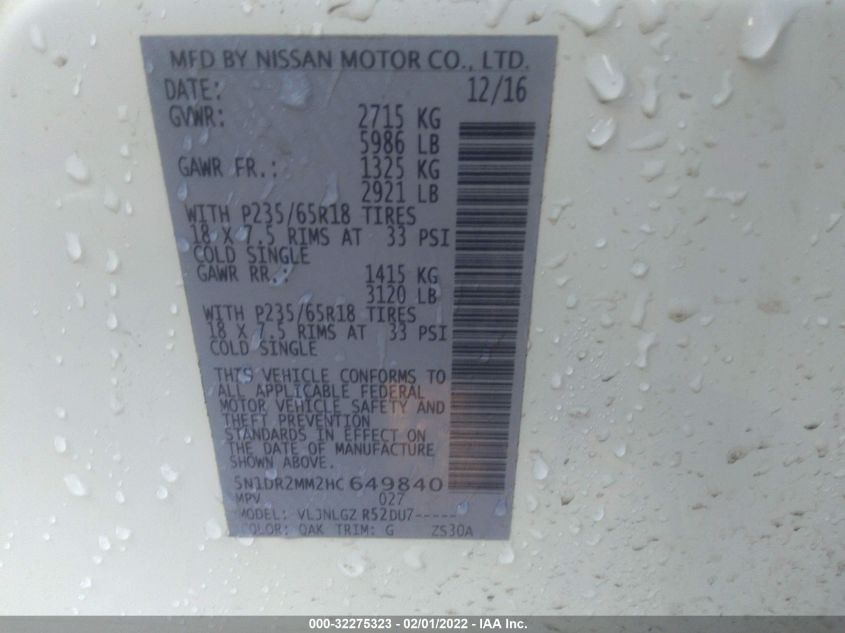 MFD BY NISSAN MOTOR CO., LTD.
DATE: 12/16
GVWR: 2715 KG
5986 LB
GAWR FR.: 1325 KG
2921 LB
WITH P235/65R18 TIRES
18 X 7.5 RIMS AT 33 PSI
COLD SINGLE
GAWR RR.: 1415 KG
3120 LB
WITH P235/65R18 TIRES
18 X 7.5 RIMS AT 33 PSI
COLD SINGLE
THIS VEHICLE CONFORMS TO
ALL APPLICABLE FEDERAL
MOTOR VEHICLE SAFETY AND
THEFT PREVENTION
STANDARDS IN EFFECT ON
THE DATE OF MANUFACTURE
SHOWN ABOVE.
5N1DR2MM2HC649840
MPV 027
MODEL: VLJNLGZ R52DU7-----
COLOR: QAK TRIM: G ZS30A
000-32275323 - 02/01/2022 - IAA Inc.